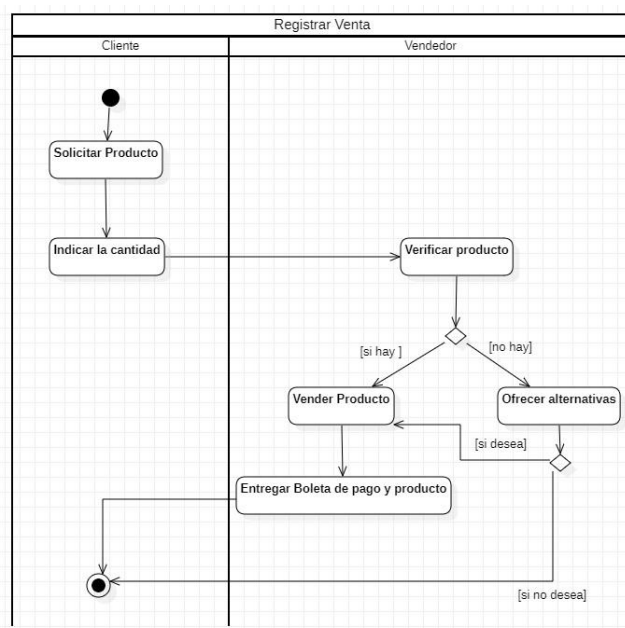 Registrar Venta
Cliente
Vendedor
Solicitar Producto
Indicar la cantidad
Verificar producto
[si hay ]
[no hay]
Vender Producto
Ofrecer alternativas
[si desea]
Entregar Boleta de pago y producto
[si no desea]